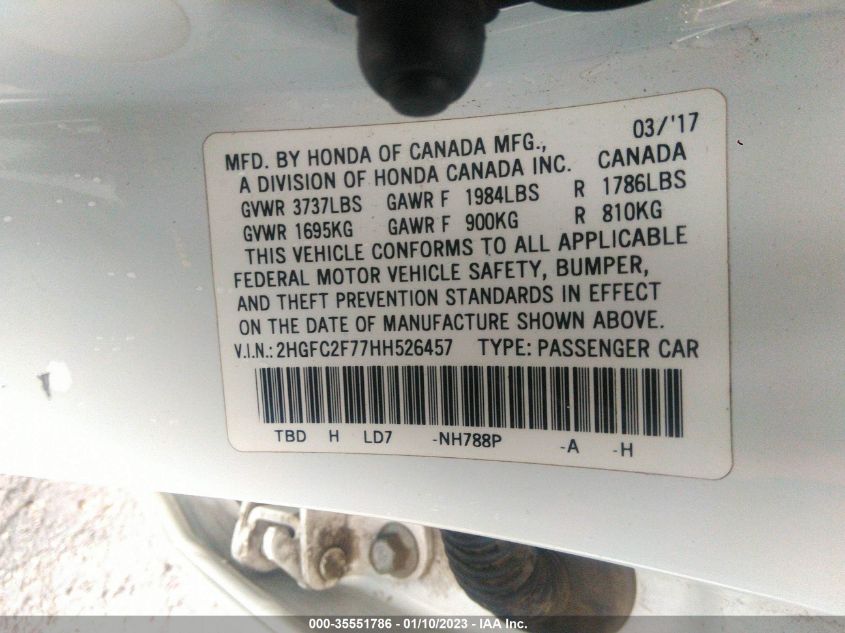 03/'17
MFD. BY HONDA OF CANADA MFG.,
A DIVISION OF HONDA CANADA INC. CANADA
GVWR 3737LBS GAWR F 1984LBS R 1786LBS
GVWR 1695KG GAWR F 900KG R 810KG
THIS VEHICLE CONFORMS TO ALL APPLICABLE
FEDERAL MOTOR VEHICLE SAFETY, BUMPER,
AND THEFT PREVENTION STANDARDS IN EFFECT
ON THE DATE OF MANUFACTURE SHOWN ABOVE.
V.I.N.: 2HGFC2F77HH526457 TYPE: PASSENGER CAR
TBD H LD7 -NH788P -A -H
000-35551786 - 01/10/2023 - IAA Inc.